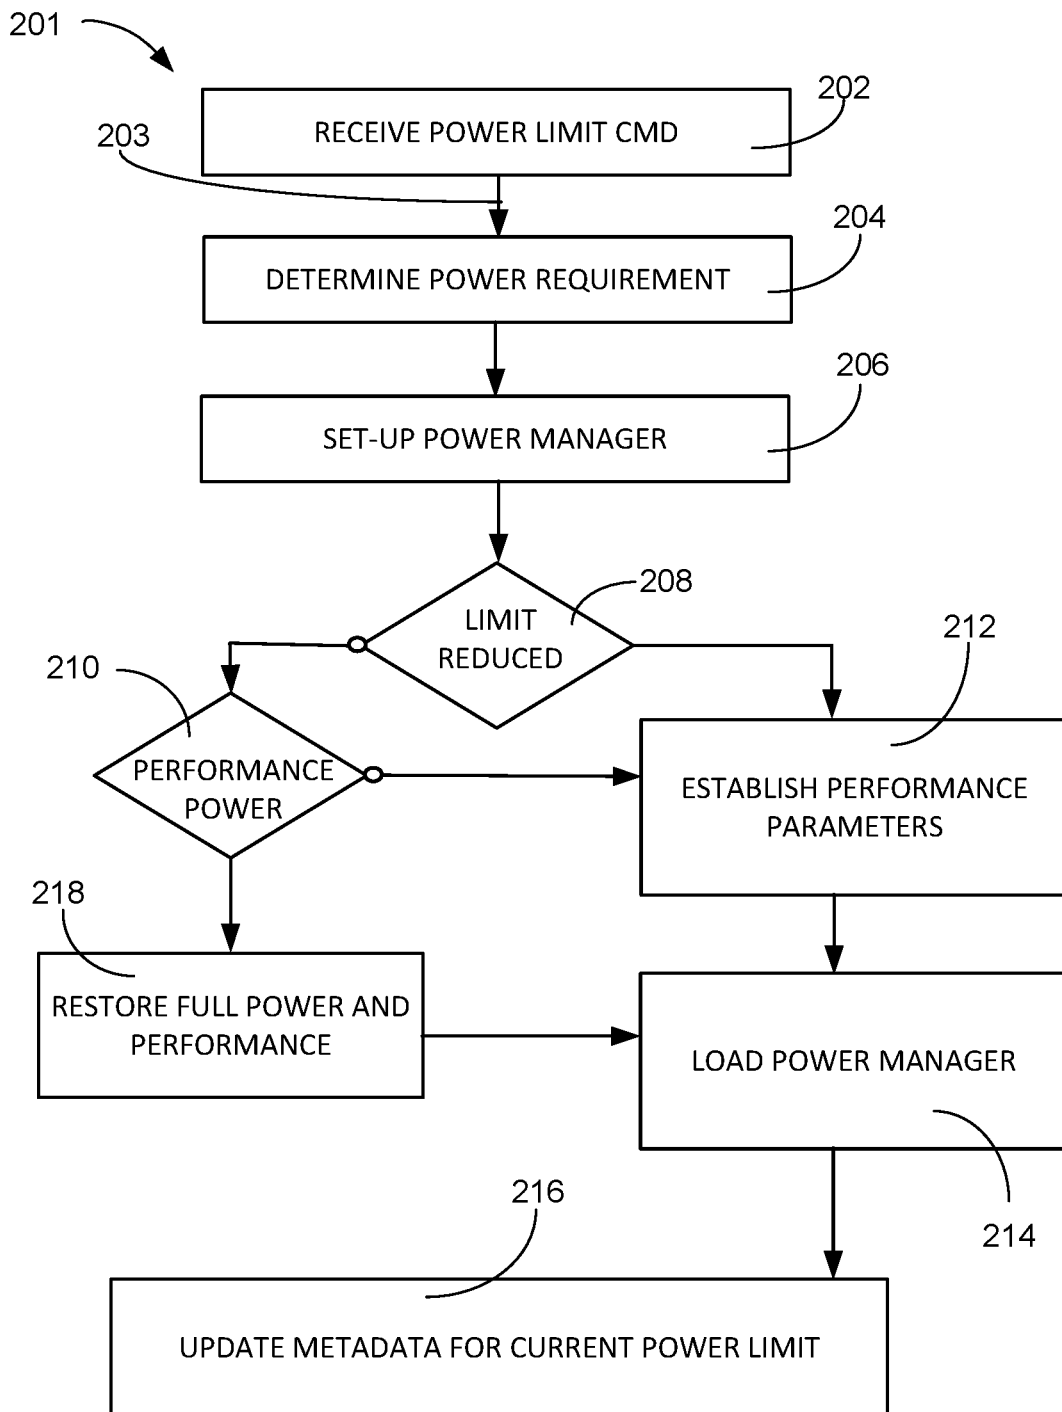 201
202
RECEIVE POWER LIMIT CMD
203
204
DETERMINE POWER REQUIREMENT
206
SET-UP POWER MANAGER
208
LIMIT
REDUCED
212
210
PERFORMANCE
POWER
ESTABLISH PERFORMANCE
PARAMETERS
218
RESTORE FULL POWER AND
PERFORMANCE
LOAD POWER MANAGER
216
214
UPDATE METADATA FOR CURRENT POWER LIMIT